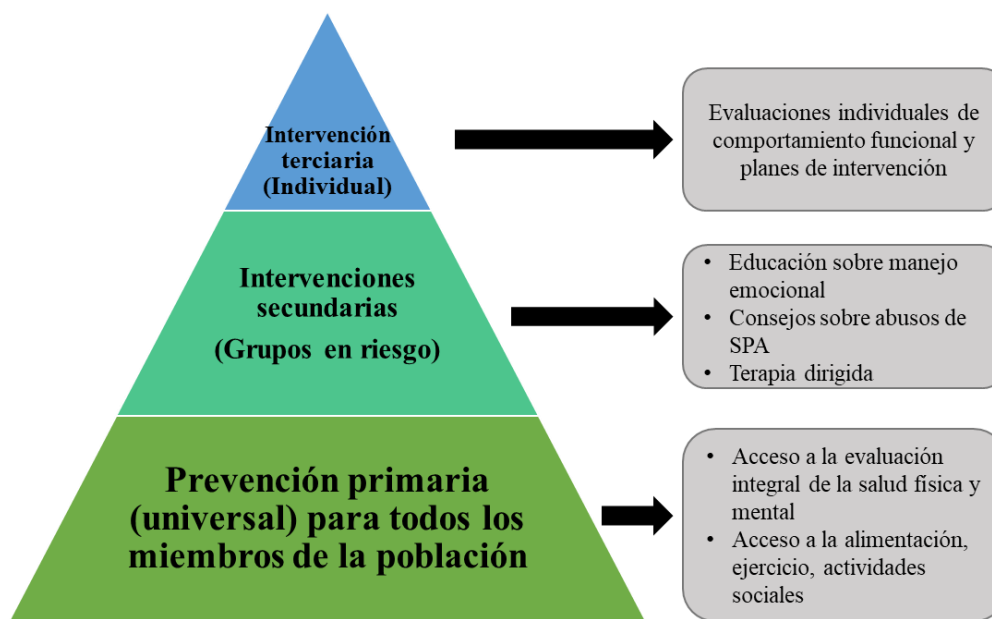 Intervención
terciaria
(Individual)
Evaluaciones individuales de
comportamiento funcional y
planes de intervención
Intervenciones
secundarias
(Grupos en riesgo)
• Educación sobre manejo
emocional
• Consejos sobre abusos de
SPA
• Terapia dirigida
Prevención primaria
(universal) para todos los
miembros de la población
• Acceso a la evaluación
integral de la salud física y
mental
• Acceso a la alimentación,
ejercicio, actividades
sociales